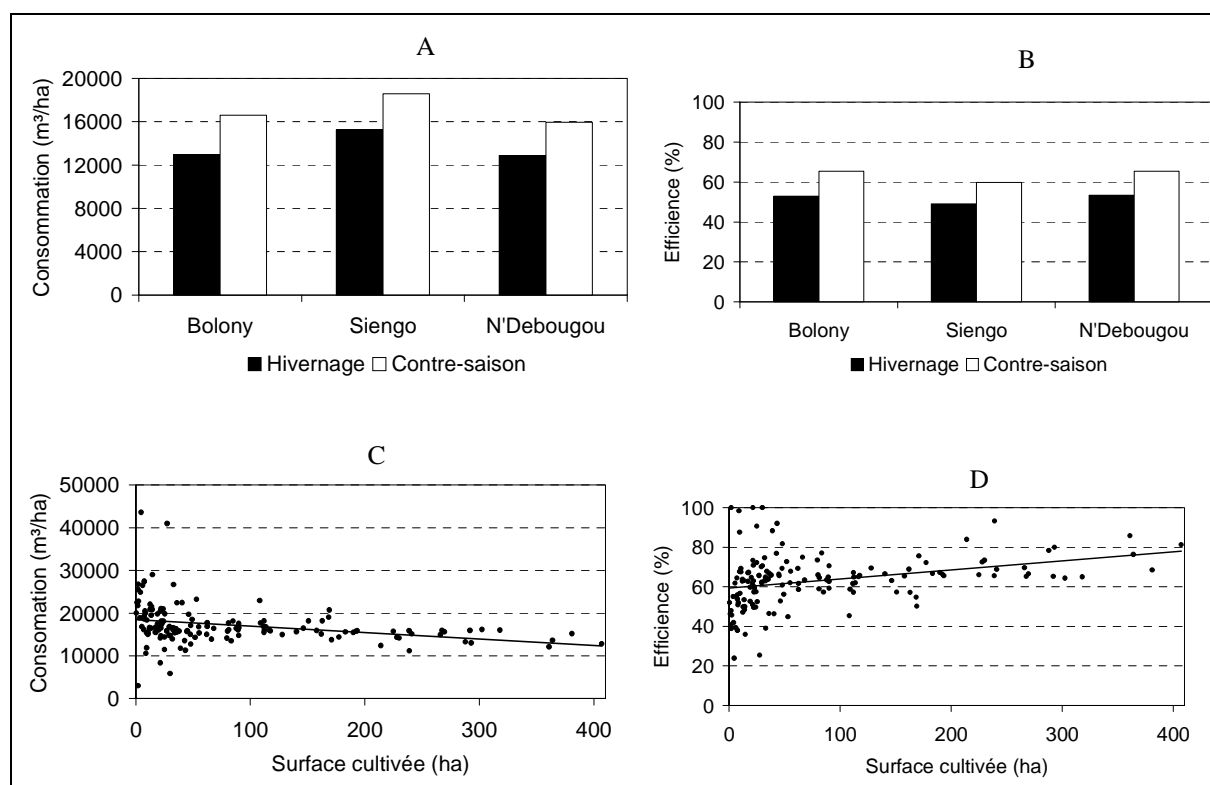 A
Consommation (m³/ha)
20000
16000
12000
8000
4000
0
Bolony Siengo N'Debougou
Hivernage Contre-saison
B
Efficience (%)
100
80
60
40
20
0
Bolony Siengo N'Debougou
Hivernage Contre-saison
C
Consommation (m³/ha)
50000
40000
30000
20000
10000
0
0 100 200 300 400
Surface cultivée (ha)
D
Efficience (%)
100
80
60
40
20
0
0 100 200 300 400
Surface cultivée (ha)